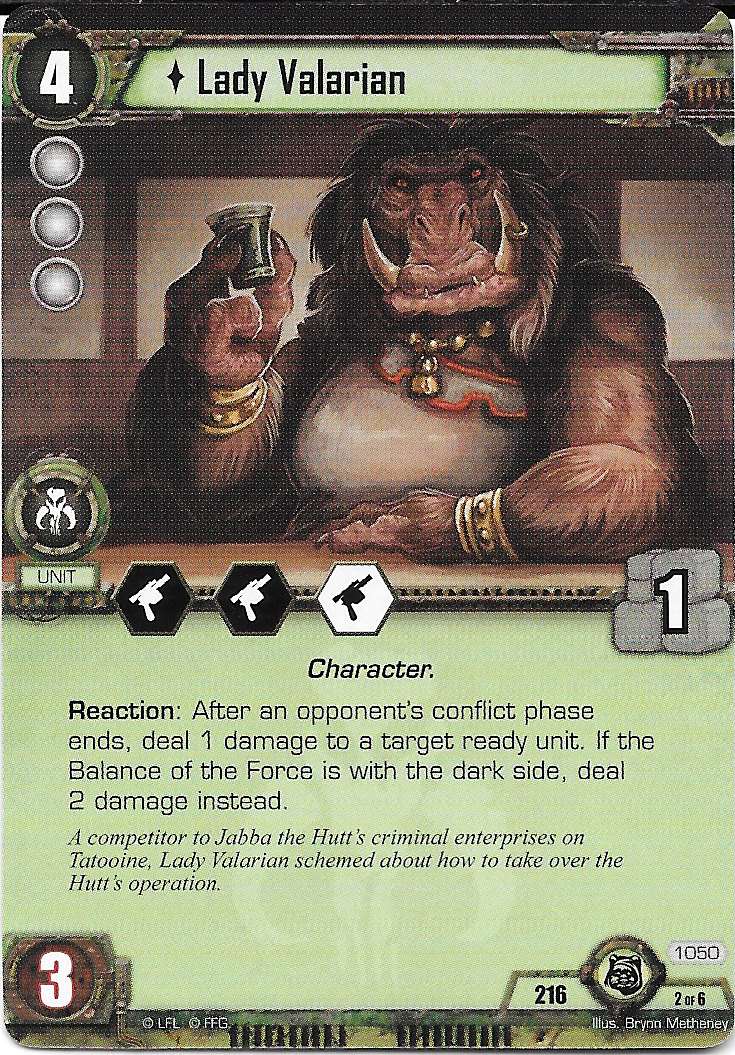 4
Lady Valarian
UNIT
1
Character.
Reaction: After an opponent's conflict phase
ends, deal 1 damage to a target ready unit. If the
Balance of the Force is with the dark side, deal
2 damage instead.
A competitor to Jabba the Hutt's criminal enterprises on
Tatooine, Lady Valarian schemed about how to take over the
Hutt's operation.
3
1050
216
2 OF 6
© LFL © FFG
Illus. Brynn Metheney